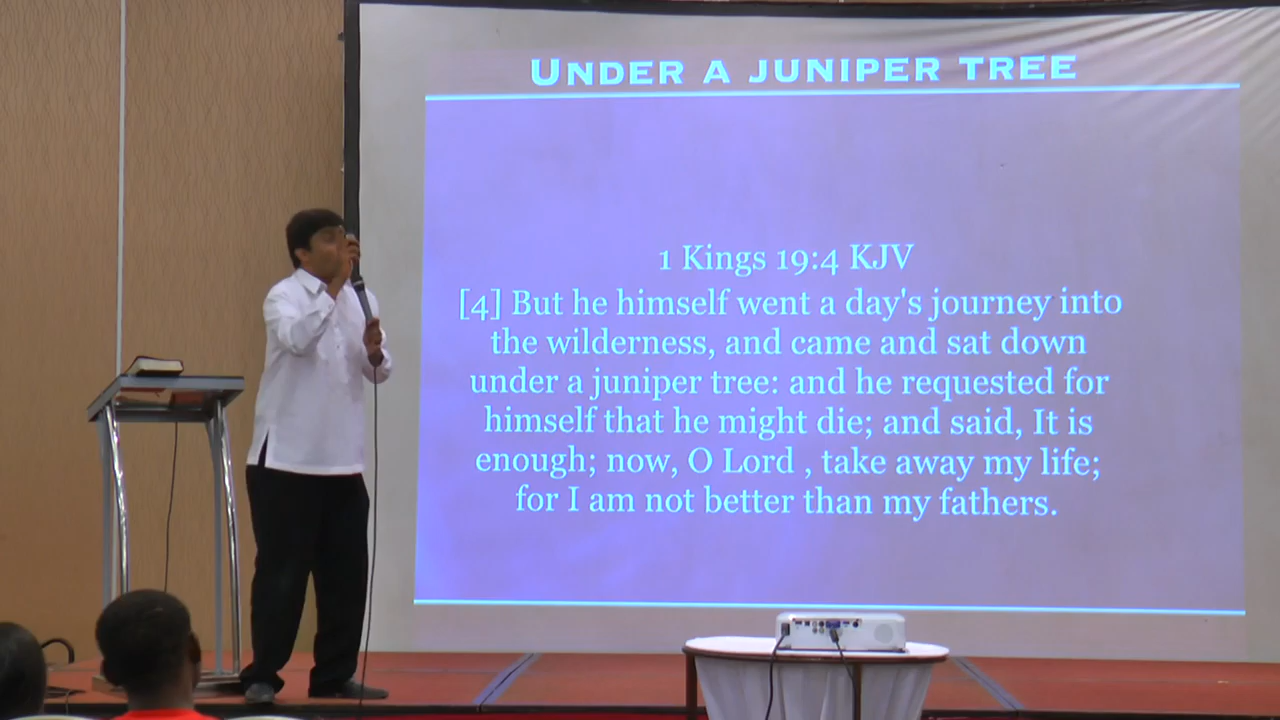 UNDER A JUNIPER TREE
1 Kings 19:4 KJV
[4] But he himself went a day's journey into
the wilderness, and came and sat down
under a juniper tree: and he requested for
himself that he might die; and said, It is
enough; now, O Lord , take away my life;
for I am not better than my fathers.